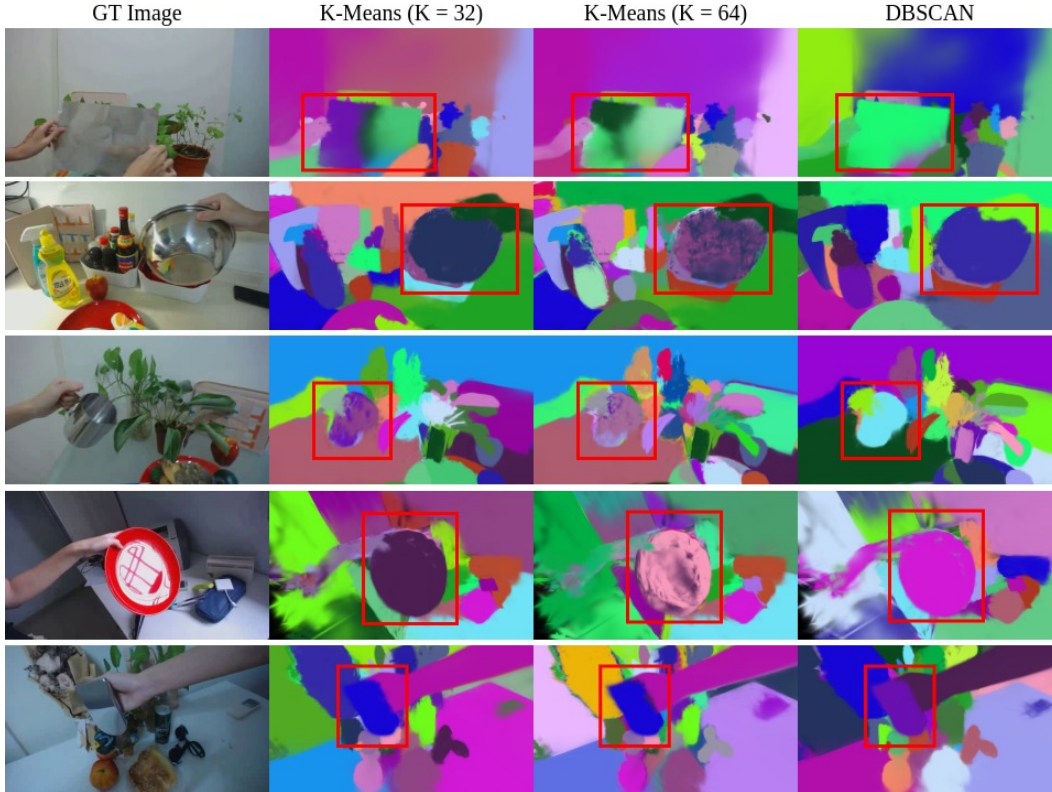 GT Image
K-Means (K = 32)
K-Means (K = 64)
DBSCAN